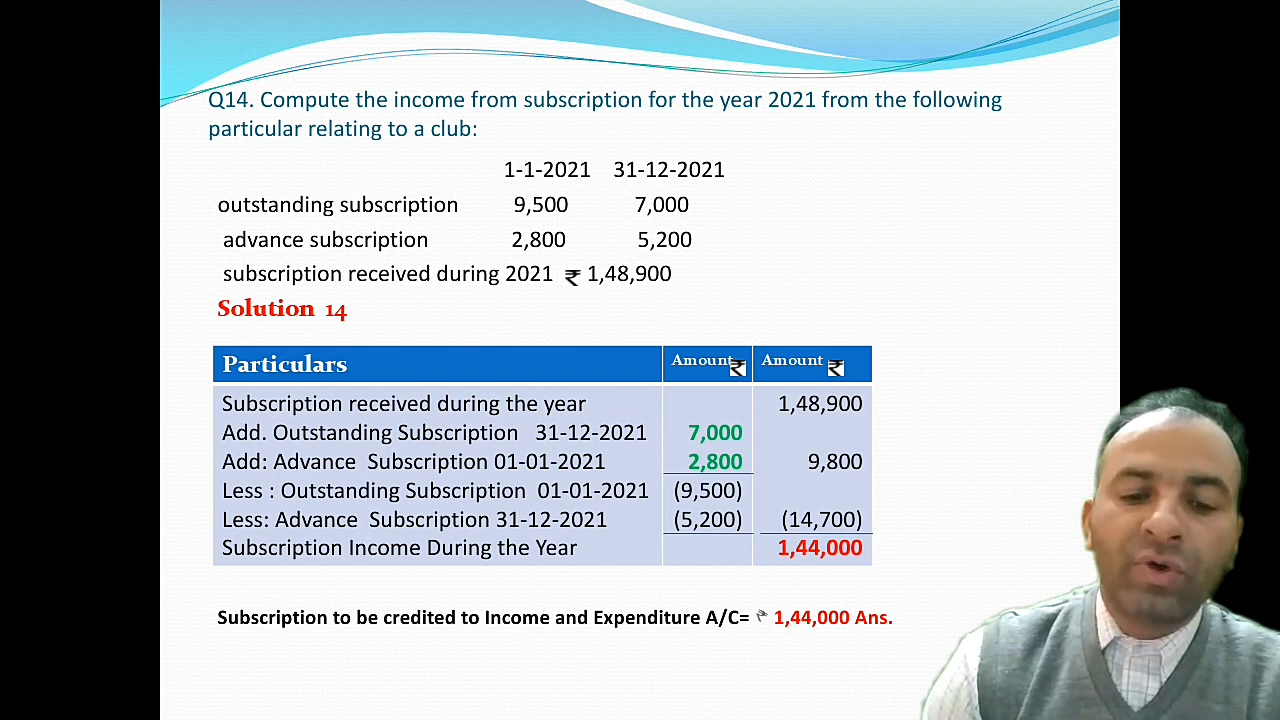 Q14. Compute the income from subscription for the year 2021 from the following
particular relating to a club:
1-1-2021 31-12-2021
outstanding subscription 9,500 7,000
advance subscription 2,800 5,200
subscription received during 2021 ₹ 1,48,900
Solution 14
Particulars Amount ₹ Amount ₹
Subscription received during the year 1,48,900
Add. Outstanding Subscription 31-12-2021 7,000
Add: Advance Subscription 01-01-2021 2,800 9,800
Less : Outstanding Subscription 01-01-2021 (9,500)
Less: Advance Subscription 31-12-2021 (5,200) (14,700)
Subscription Income During the Year 1,44,000
Subscription to be credited to Income and Expenditure A/C= ₹ 1,44,000 Ans.